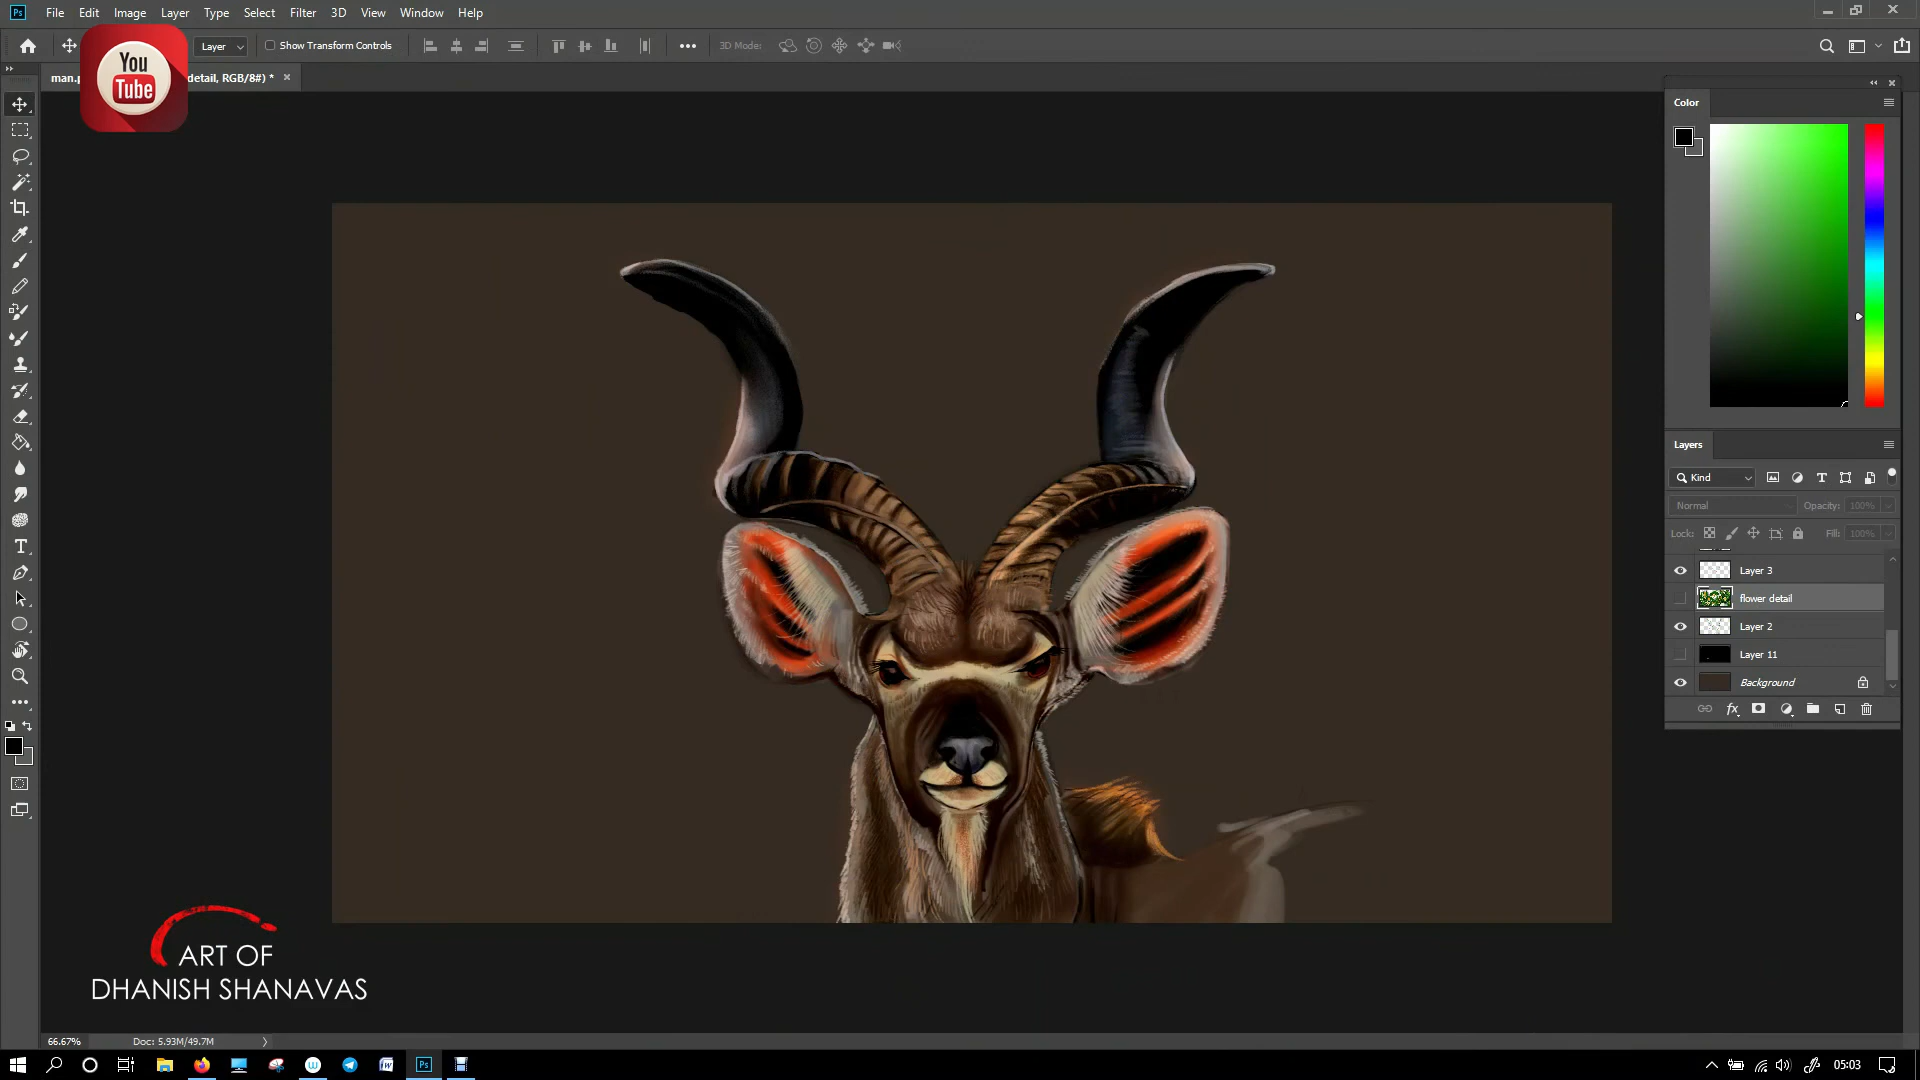 File Edit Image Layer Type Select Filter 3D View Window Help
Layer Show Transform Controls 3D Mode:
You
Tube
detail, RGB/8#) *
Color
Layers
Kind
Normal Opacity: 100%
Lock: Fill: 100%
Layer 3
flower detail
Layer 2
Layer 11
Background
ART OF
DHANISH SHANAVAS
66.67% Doc: 5.93M/49.7M
05:03